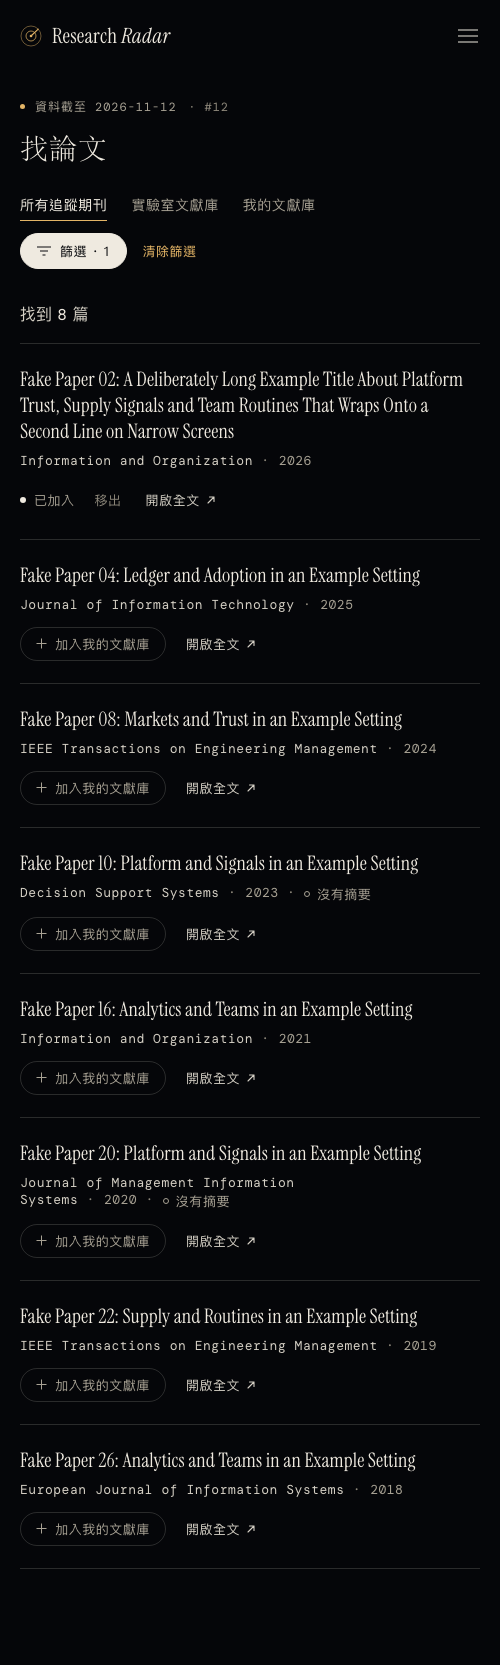 Research Radar
資料截至 2026-11-12 · #12
找論文
所有追蹤期刊 實驗室文獻庫 我的文獻庫
篩選 · 1 清除篩選
找到 8 篇
Fake Paper 02: A Deliberately Long Example Title About Platform
Trust, Supply Signals and Team Routines That Wraps Onto a
Second Line on Narrow Screens
Information and Organization · 2026
已加入 移出 開啟全文 ↗
Fake Paper 04: Ledger and Adoption in an Example Setting
Journal of Information Technology · 2025
+ 加入我的文獻庫 開啟全文 ↗
Fake Paper 08: Markets and Trust in an Example Setting
IEEE Transactions on Engineering Management · 2024
+ 加入我的文獻庫 開啟全文 ↗
Fake Paper 10: Platform and Signals in an Example Setting
Decision Support Systems · 2023 · 沒有摘要
+ 加入我的文獻庫 開啟全文 ↗
Fake Paper 16: Analytics and Teams in an Example Setting
Information and Organization · 2021
+ 加入我的文獻庫 開啟全文 ↗
Fake Paper 20: Platform and Signals in an Example Setting
Journal of Management Information
Systems · 2020 · 沒有摘要
+ 加入我的文獻庫 開啟全文 ↗
Fake Paper 22: Supply and Routines in an Example Setting
IEEE Transactions on Engineering Management · 2019
+ 加入我的文獻庫 開啟全文 ↗
Fake Paper 26: Analytics and Teams in an Example Setting
European Journal of Information Systems · 2018
+ 加入我的文獻庫 開啟全文 ↗